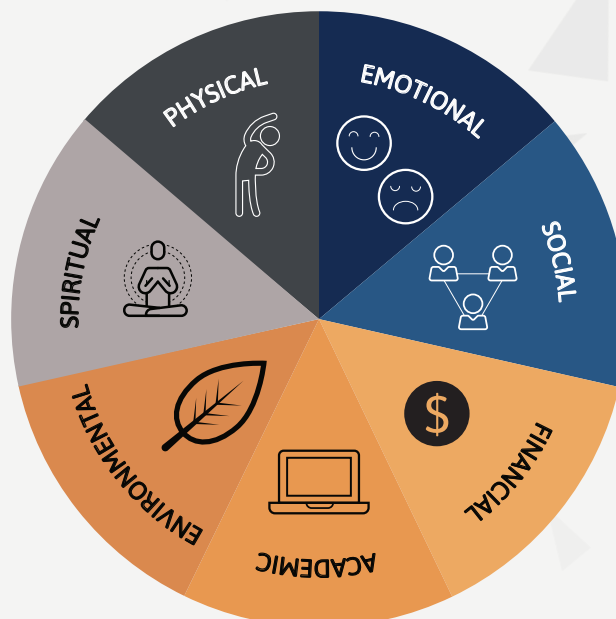 EMOTIONAL
SOCIAL
FINANCIAL
ACADEMIC
ENVIRONMENTAL
SPIRITUAL
PHYSICAL
$